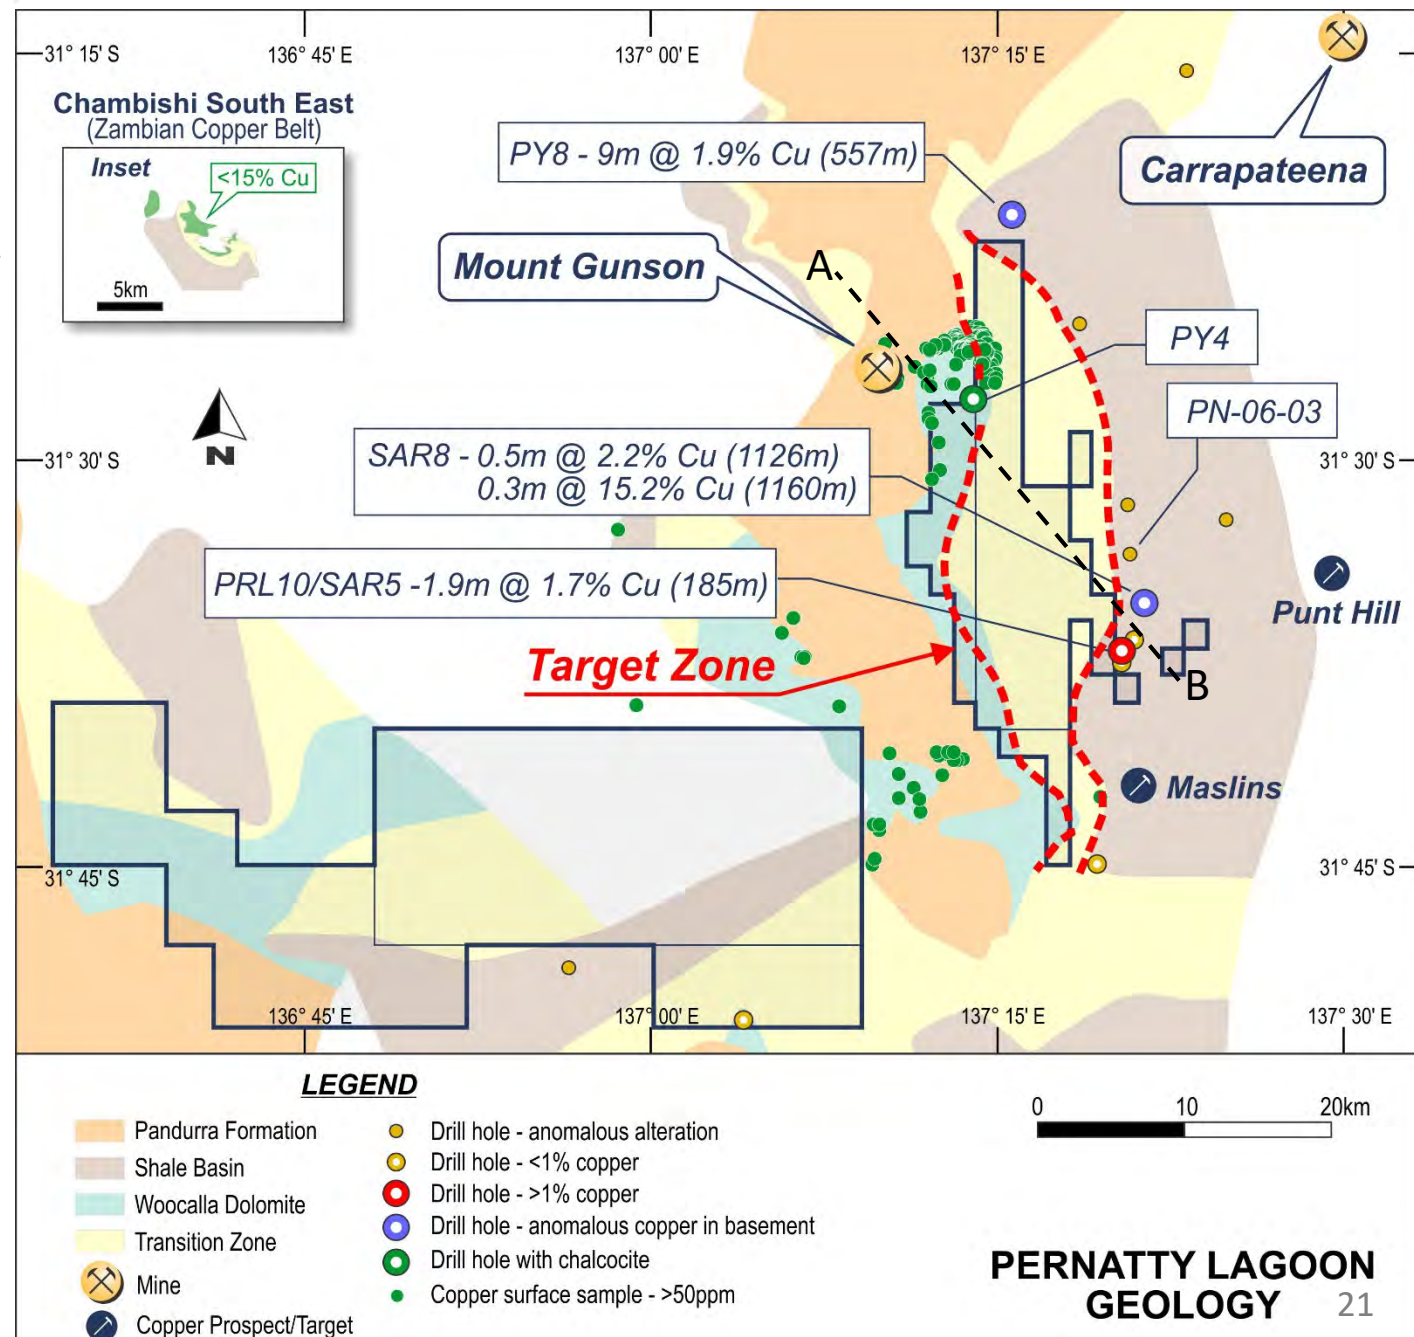 31° 15' S
136° 45' E
137° 00' E
137° 15' E
Chambishi South East
(Zambian Copper Belt)
Inset
<15% Cu
5km
PY8 - 9m @ 1.9% Cu (557m)
Carrapateena
Mount Gunson
A
PY4
PN-06-03
N
31° 30' S
31° 30' S
SAR8 - 0.5m @ 2.2% Cu (1126m)
0.3m @ 15.2% Cu (1160m)
PRL10/SAR5 -1.9m @ 1.7% Cu (185m)
Punt Hill
Target Zone
B
Maslins
31° 45' S
31° 45' S
136° 45' E
137° 00' E
137° 15' E
137° 30' E
LEGEND
Pandurra Formation
Shale Basin
Woocalla Dolomite
Transition Zone
Mine
Copper Prospect/Target
Drill hole - anomalous alteration
Drill hole - <1% copper
Drill hole - >1% copper
Drill hole - anomalous copper in basement
Drill hole with chalcocite
Copper surface sample - >50ppm
0 10 20km
PERNATTY LAGOON
GEOLOGY
21